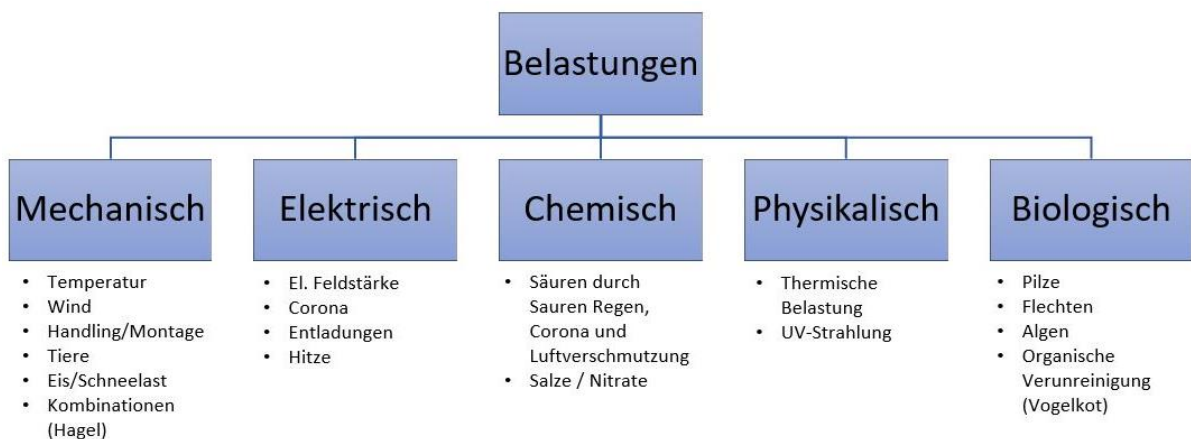 Belastungen
Mechanisch
• Temperatur
• Wind
• Handling/Montage
• Tiere
• Eis/Schneelast
• Kombinationen
(Hagel)
Elektrisch
• El. Feldstärke
• Corona
• Entladungen
• Hitze
Chemisch
• Säuren durch
Sauren Regen,
Corona und
Luftverschmutzung
• Salze / Nitrate
Physikalisch
• Thermische
Belastung
• UV-Strahlung
Biologisch
• Pilze
• Flechten
• Algen
• Organische
Verunreinigung
(Vogelkot)